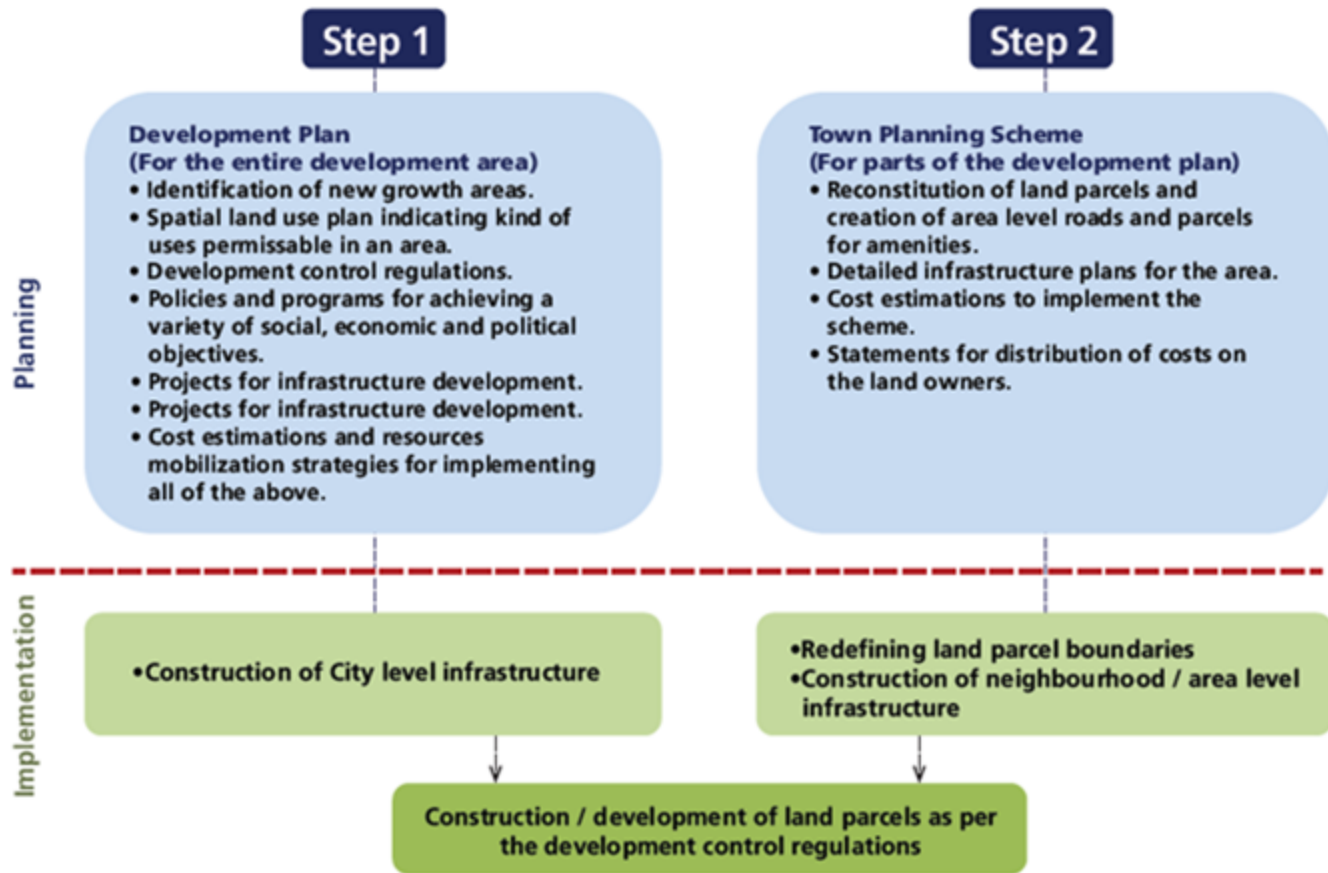 Step 1
Development Plan
(For the entire development area)
• Identification of new growth areas.
• Spatial land use plan indicating kind of
uses permissable in an area.
• Development control regulations.
• Policies and programs for achieving a
variety of social, economic and political
objectives.
• Projects for infrastructure development.
• Projects for infrastructure development.
• Cost estimations and resources
mobilization strategies for implementing
all of the above.
Step 2
Town Planning Scheme
(For parts of the development plan)
• Reconstitution of land parcels and
creation of area level roads and parcels
for amenities.
• Detailed infrastructure plans for the area.
• Cost estimations to implement the
scheme.
• Statements for distribution of costs on
the land owners.
Planning
Implementation
•Construction of City level infrastructure
•Redefining land parcel boundaries
•Construction of neighbourhood / area level
infrastructure
Construction / development of land parcels as per
the development control regulations